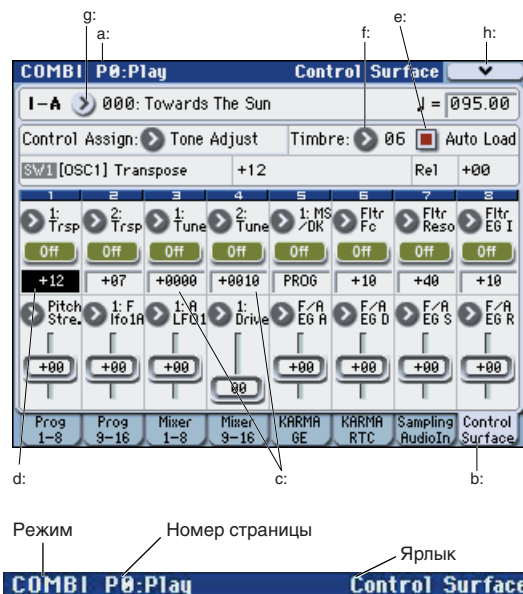 g:
a:
f:
e:
h:
COMBI P0:Play Control Surface
I-A 000: Towards The Sun ♩= 095.00
Control Assign: Tone Adjust Timbre: 06 Auto Load
SW1 [OSC1] Transpose +12 Rel +00
1 2 3 4 5 6 7 8
1: Trsp 2: Trsp 1: Tune 2: Tune 1: MS /DK Fltr Fc Fltr Reso Fltr EG I
Off Off Off Off Off Off Off Off
+12 +07 +0000 +0010 PROG +10 +40 +10
Pitch Stre. 1: F lfo1A 1: A LFO1 1: Drive F/A EG A F/A EG D F/A EG S F/A EG R
+00 +00 +00 00 +00 +00 +00 +00
Prog 1-8 Prog 9-16 Mixer 1-8 Mixer 9-16 KARMA GE KARMA RTC Sampling AudioIn Control Surface
d: c: b:
Режим Номер страницы
Ярлык
COMBI P0:Play Control Surface